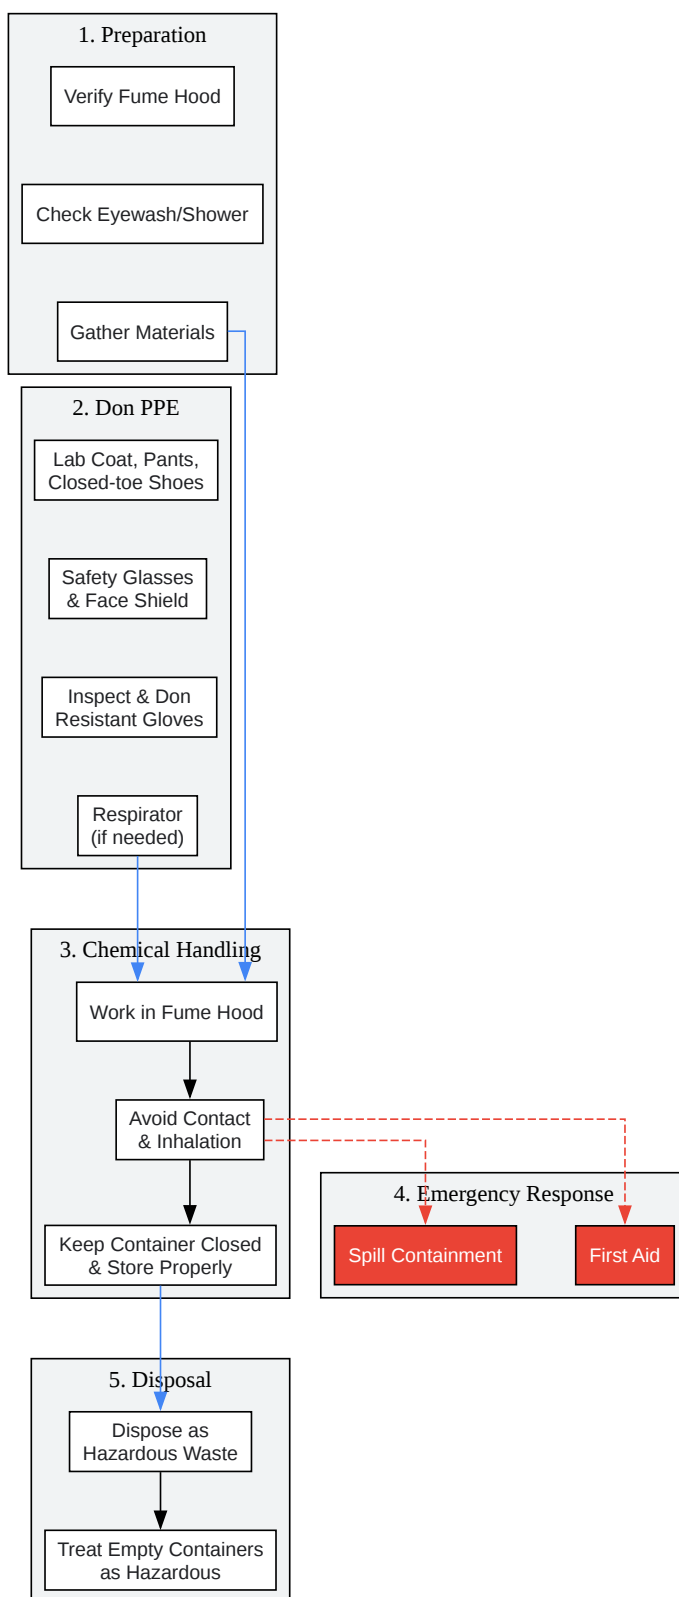 1. Preparation
Verify Fume Hood
Check Eyewash/Shower
Gather Materials
2. Don PPE
Lab Coat, Pants,
Closed-toe Shoes
Safety Glasses
& Face Shield
Inspect & Don
Resistant Gloves
Respirator
(if needed)
3. Chemical Handling
Work in Fume Hood
Avoid Contact
& Inhalation
Keep Container Closed
& Store Properly
4. Emergency Response
Spill Containment
First Aid
5. Disposal
Dispose as
Hazardous Waste
Treat Empty Containers
as Hazardous